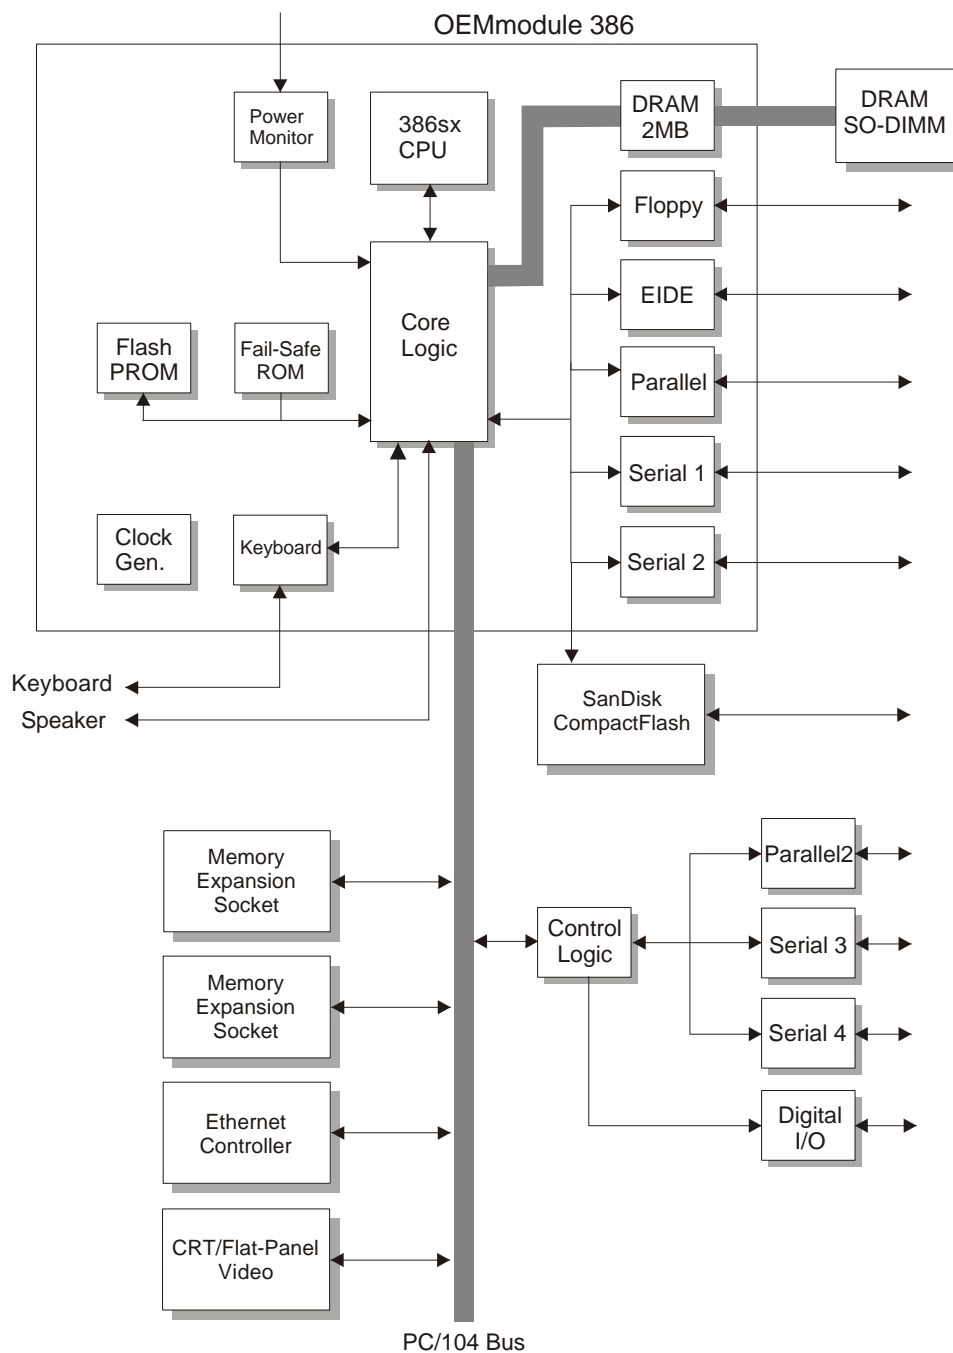 OEMmodule 386
Power
Monitor
386sx
CPU
DRAM
2MB
DRAM
SO-DIMM
Floppy
EIDE
Core
Logic
Flash
PROM
Fail-Safe
ROM
Parallel
Serial 1
Clock
Gen.
Keyboard
Serial 2
Keyboard
Speaker
SanDisk
CompactFlash
Memory
Expansion
Socket
Parallel2
Control
Logic
Serial 3
Memory
Expansion
Socket
Serial 4
Ethernet
Controller
Digital
I/O
CRT/Flat-Panel
Video
PC/104 Bus